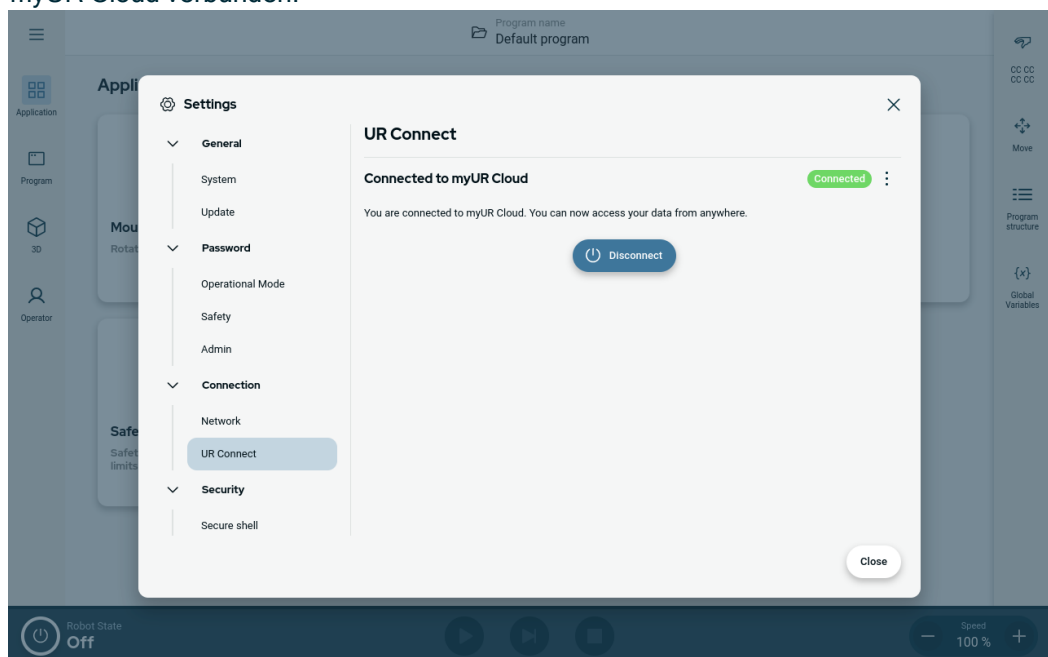 myUR Cloud verbunden.
Program name
Default program
Application
Program
3D
Operator
Appli
Mou
Rotat
Safe
Safet
limits
Settings
General
System
Update
Password
Operational Mode
Safety
Admin
Connection
Network
UR Connect
Security
Secure shell
UR Connect
Connected to myUR Cloud
Connected
You are connected to myUR Cloud. You can now access your data from anywhere.
Disconnect
Close
CC CC
CC CC
Move
Program
structure
{x}
Global
Variables
Robot State
Off
Speed
100 %